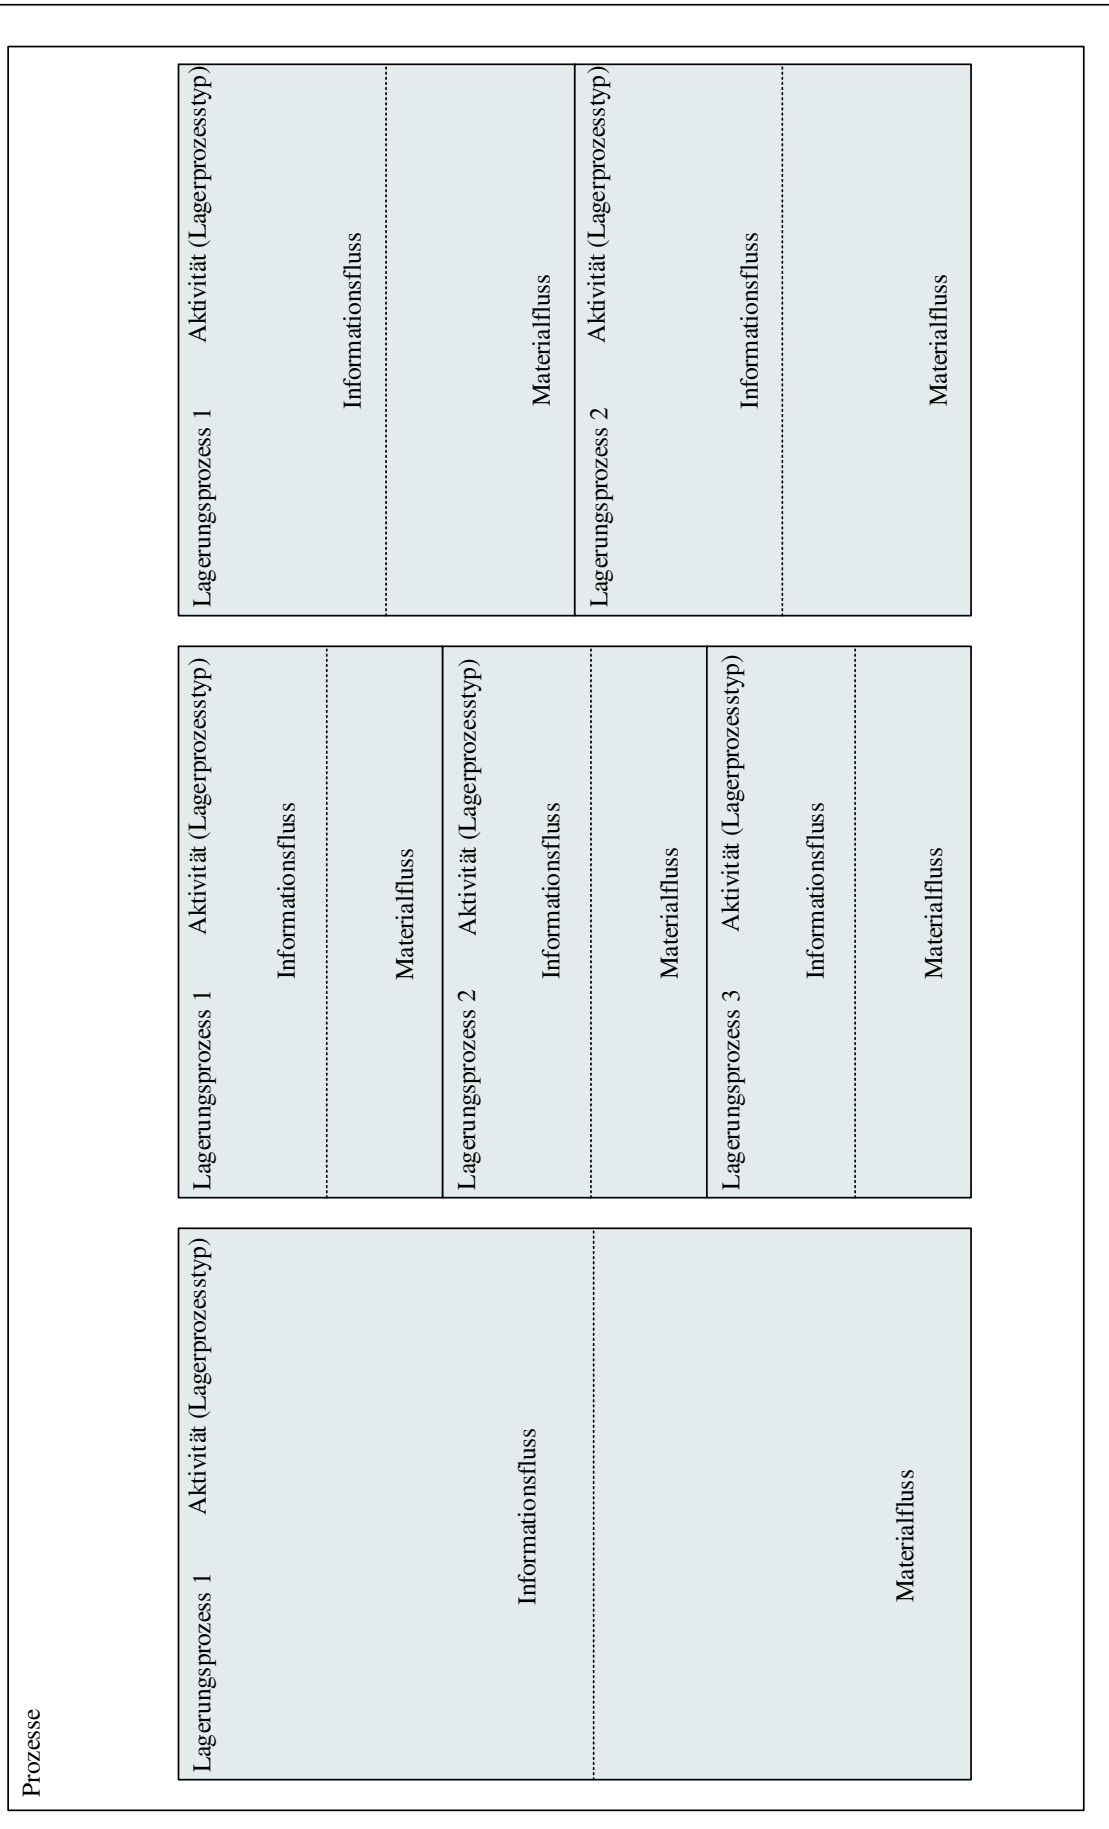 Prozesse
Lagerungsprozess 1 Aktivität (Lagerprozesstyp)
Informationsfluss
Materialfluss
Lagerungsprozess 1 Aktivität (Lagerprozesstyp)
Informationsfluss
Materialfluss
Lagerungsprozess 2 Aktivität (Lagerprozesstyp)
Informationsfluss
Materialfluss
Lagerungsprozess 3 Aktivität (Lagerprozesstyp)
Informationsfluss
Materialfluss
Lagerungsprozess 1 Aktivität (Lagerprozesstyp)
Informationsfluss
Materialfluss
Lagerungsprozess 2 Aktivität (Lagerprozesstyp)
Informationsfluss
Materialfluss